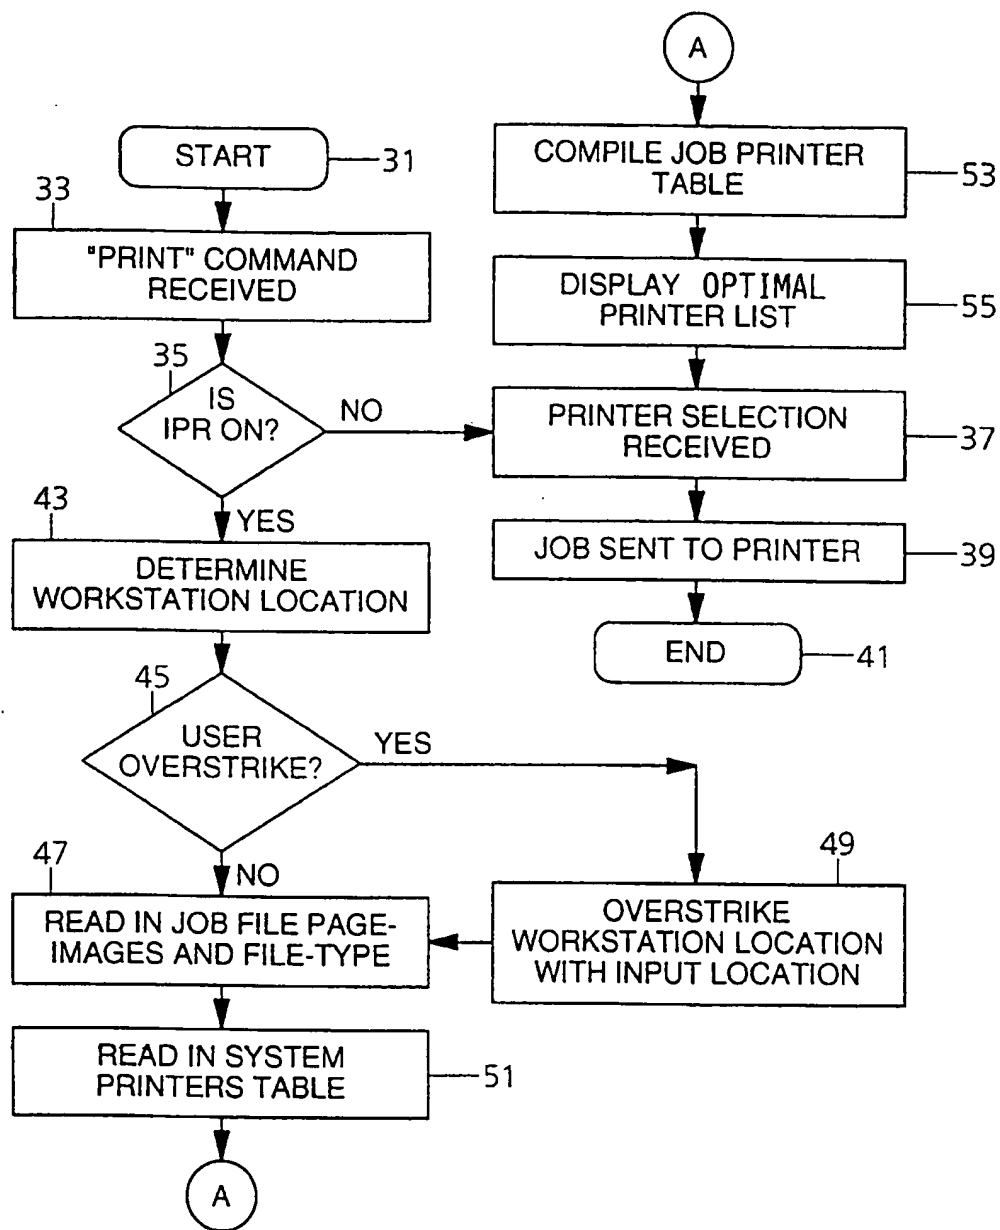 START
31
33
"PRINT" COMMAND
RECEIVED
35
IS
IPR ON?
NO
YES
43
DETERMINE
WORKSTATION LOCATION
45
USER
OVERSTRIKE?
YES
NO
47
READ IN JOB FILE PAGE-
IMAGES AND FILE-TYPE
49
OVERSTRIKE
WORKSTATION LOCATION
WITH INPUT LOCATION
READ IN SYSTEM
PRINTERS TABLE
51
A
A
COMPILE JOB PRINTER
TABLE
53
DISPLAY OPTIMAL
PRINTER LIST
55
PRINTER SELECTION
RECEIVED
37
JOB SENT TO PRINTER
39
END
41